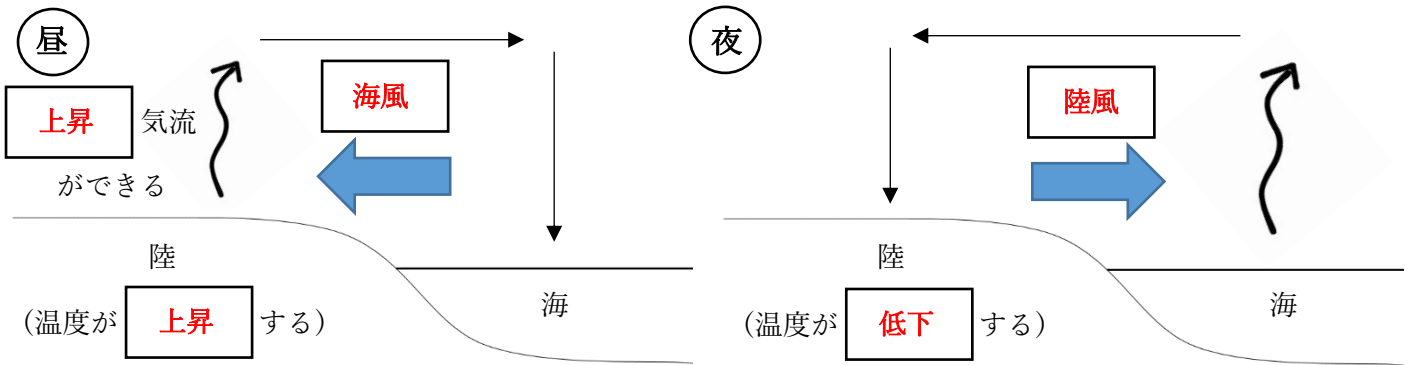 昼
海風
上昇 気流
ができる
陸
(温度が 上昇 する)
海
夜
陸風
陸
(温度が 低下 する)
海